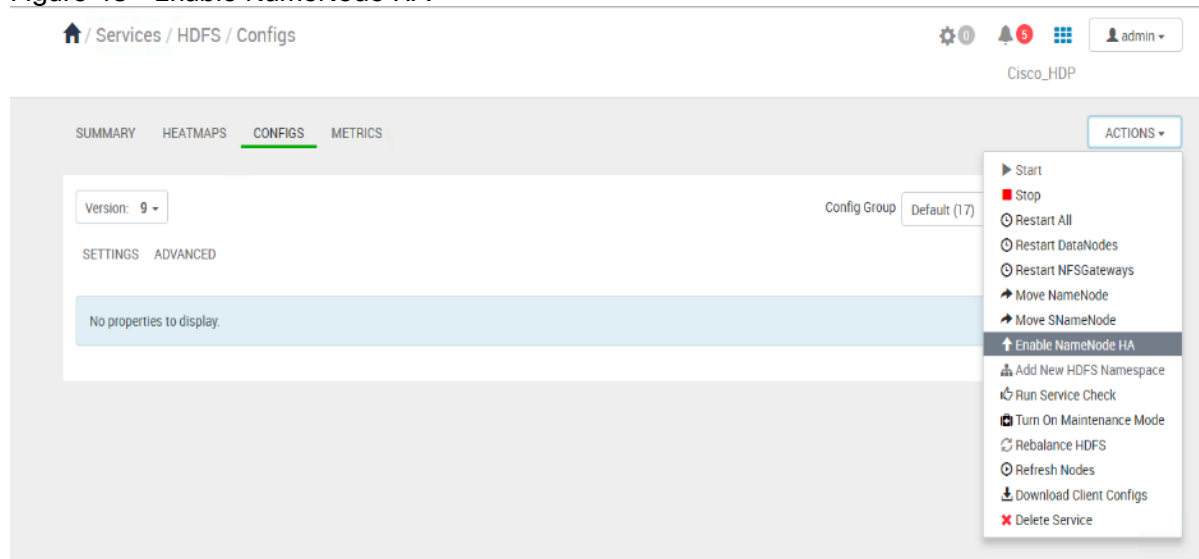 / Services / HDFS / Configs
0
5
admin
Cisco_HDP
SUMMARY HEATMAPS CONFIGS METRICS
ACTIONS
Version: 9
Config Group Default (17)
SETTINGS ADVANCED
No properties to display.
Start
Stop
Restart All
Restart DataNodes
Restart NFSGateways
Move NameNode
Move SNameNode
Enable NameNode HA
Add New HDFS Namespace
Run Service Check
Turn On Maintenance Mode
Rebalance HDFS
Refresh Nodes
Download Client Configs
Delete Service